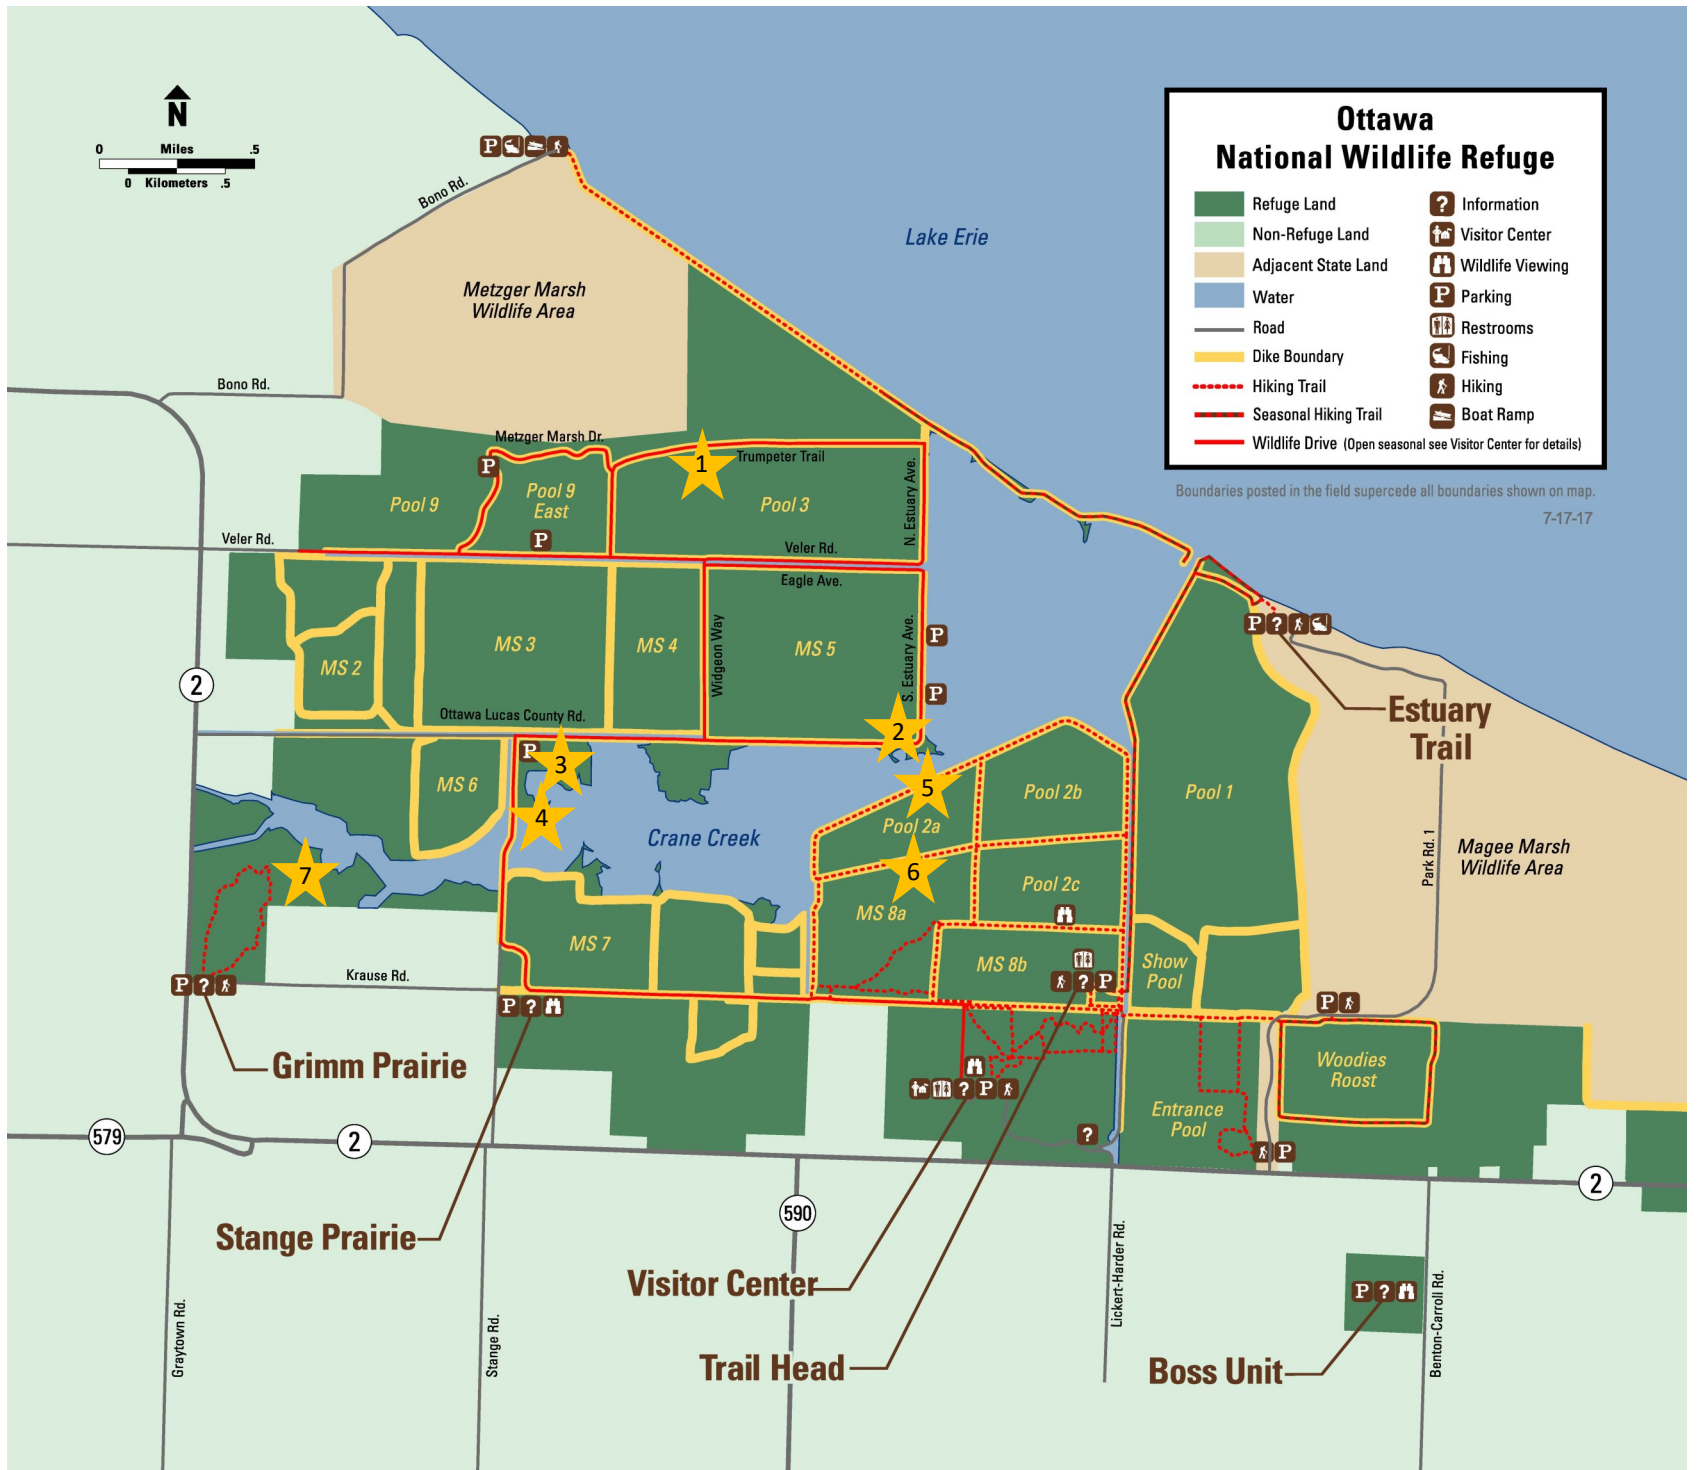 Ottawa
National Wildlife Refuge
Refuge Land
Non-Refuge Land
Adjacent State Land
Water
Road
Dike Boundary
Hiking Trail
Seasonal Hiking Trail
Wildlife Drive (Open seasonal see Visitor Center for details)
? Information
Visitor Center
Wildlife Viewing
P Parking
Restrooms
Fishing
Hiking
Boat Ramp
Boundaries posted in the field supercede all boundaries shown on map.
7-17-17
N
0 Miles .5
0 Kilometers .5
P
Bono Rd.
Lake Erie
Metzger Marsh
Wildlife Area
Bono Rd.
Metzger Marsh Dr.
1
Trumpeter Trail
P
Pool 9
Pool 9
East
Pool 3
N. Estuary Ave.
P
Veler Rd.
Veler Rd.
Eagle Ave.
MS 2
MS 3
MS 4
Widgeon Way
MS 5
S. Estuary Ave.
P
P
P ?
Estuary
Trail
2
Ottawa Lucas County Rd.
2
P
3
4
MS 6
5
Pool 2a
Pool 2b
Pool 1
Crane Creek
Park Rd. 1
Magee Marsh
Wildlife Area
6
7
Pool 2c
MS 8a
MS 7
MS 8b
Show
Pool
? P
Krause Rd.
P ?
P ?
P
Grimm Prairie
Woodies
Roost
? P
Entrance
Pool
?
P
579
2
2
Stange Prairie
590
Visitor Center
Trail Head
Boss Unit
P ?
Graytown Rd.
Stange Rd.
Lickert-Harder Rd.
Benton-Carroll Rd.